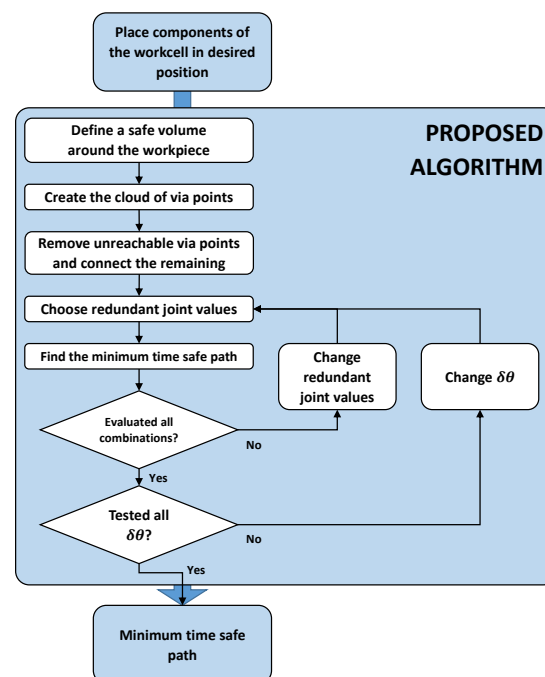 Place components
of the workcell in desired
position
PROPOSED
ALGORITHM
Define a safe volume
around the workpiece
Create the cloud of via points
Remove unreachable via points
and connect the remaining
Choose redundant joint values
Find the minimum time safe path
Change
redundant
joint values
Change δθ
Evaluated all
combinations?
No
Yes
Tested all
δθ?
No
Yes
Minimum time safe
path